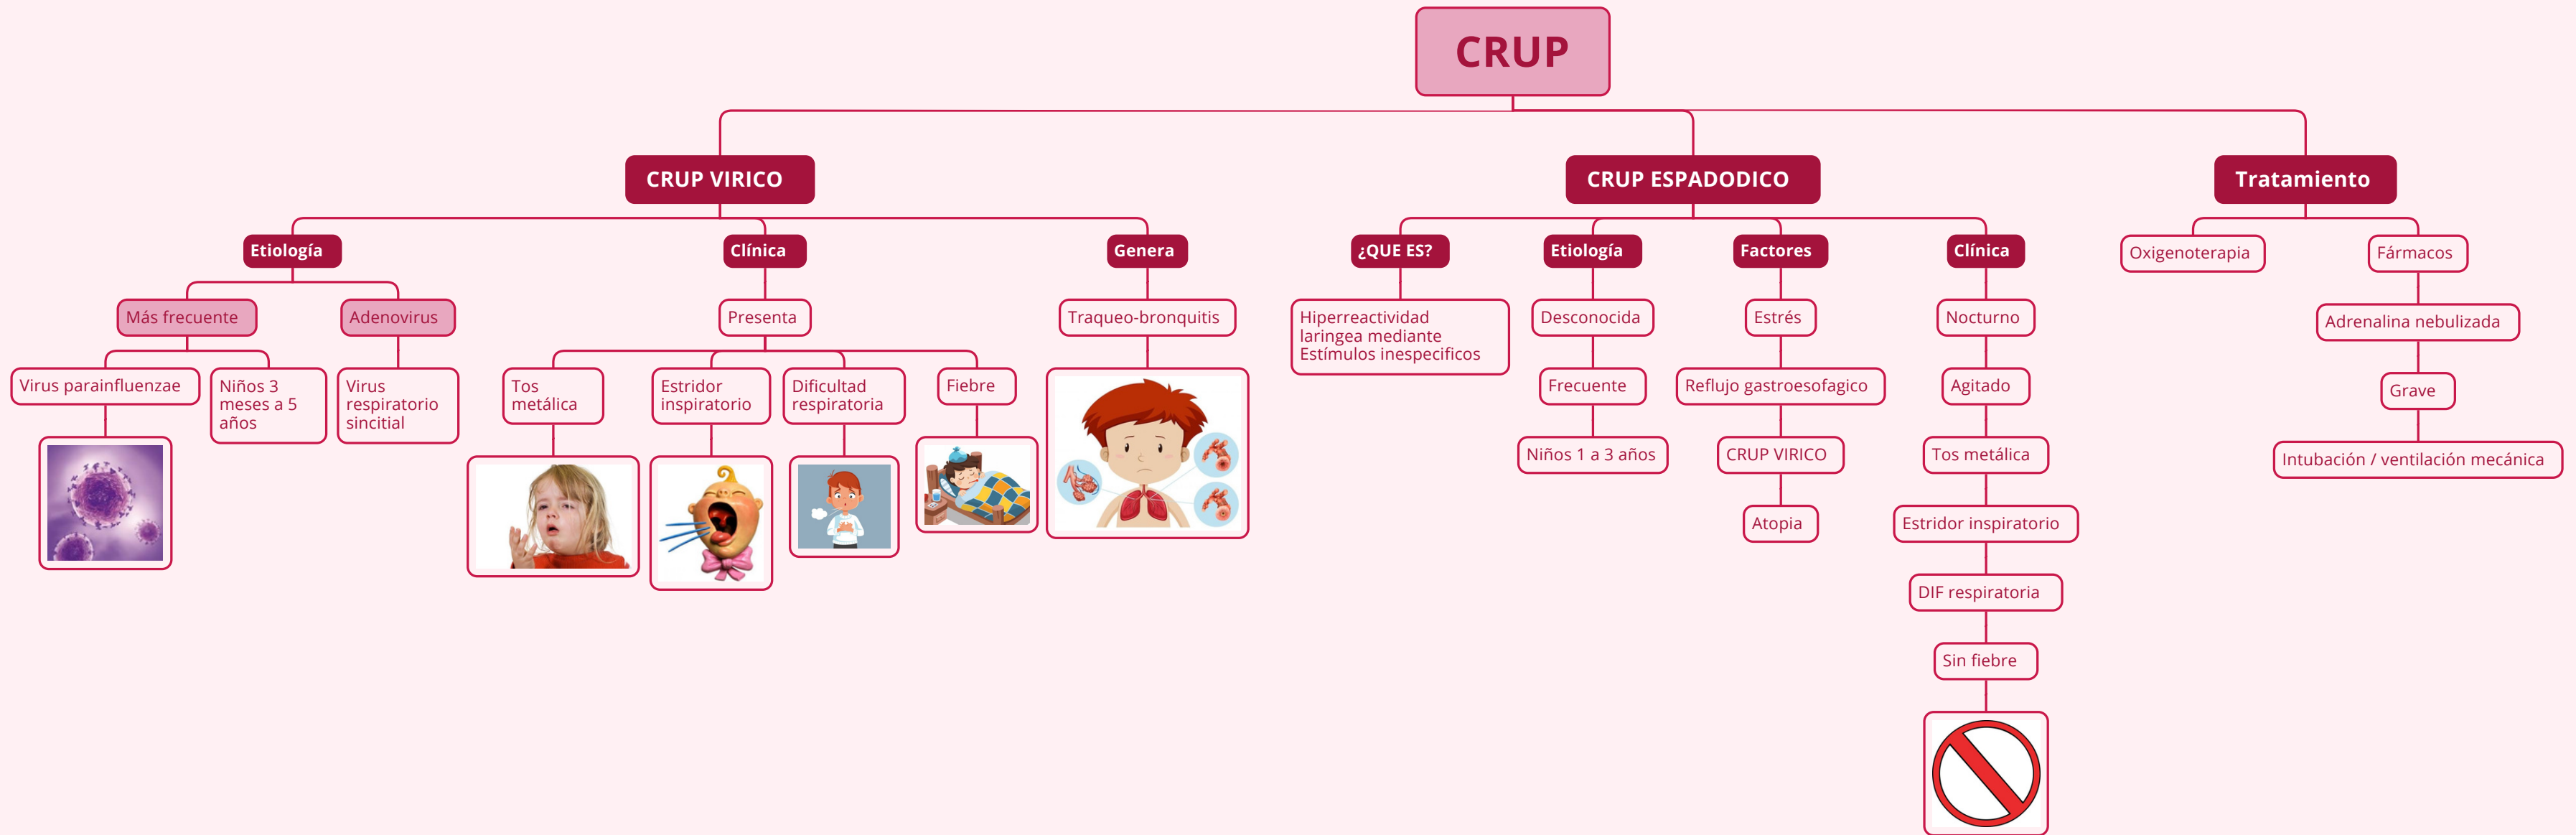 CRUP
CRUP VIRICO
CRUP ESPADODICO
Tratamiento
Etiología
Clínica
Genera
¿QUE ES?
Etiología
Factores
Clínica
Oxigenoterapia
Fármacos
Más frecuente
Adenovirus
Presenta
Traqueo-bronquitis
Hiperreactividad
laringea mediante
Estímulos inespecificos
Desconocida
Estrés
Nocturno
Adrenalina nebulizada
Virus parainfluenzae
Niños 3
meses a 5
años
Virus
respiratorio
sincitial
Tos
metálica
Estridor
inspiratorio
Dificultad
respiratoria
Fiebre
Frecuente
Reflujo gastroesofagico
Agitado
Grave
Niños 1 a 3 años
CRUP VIRICO
Tos metálica
Intubación / ventilación mecánica
Atopia
Estridor inspiratorio
DIF respiratoria
Sin fiebre